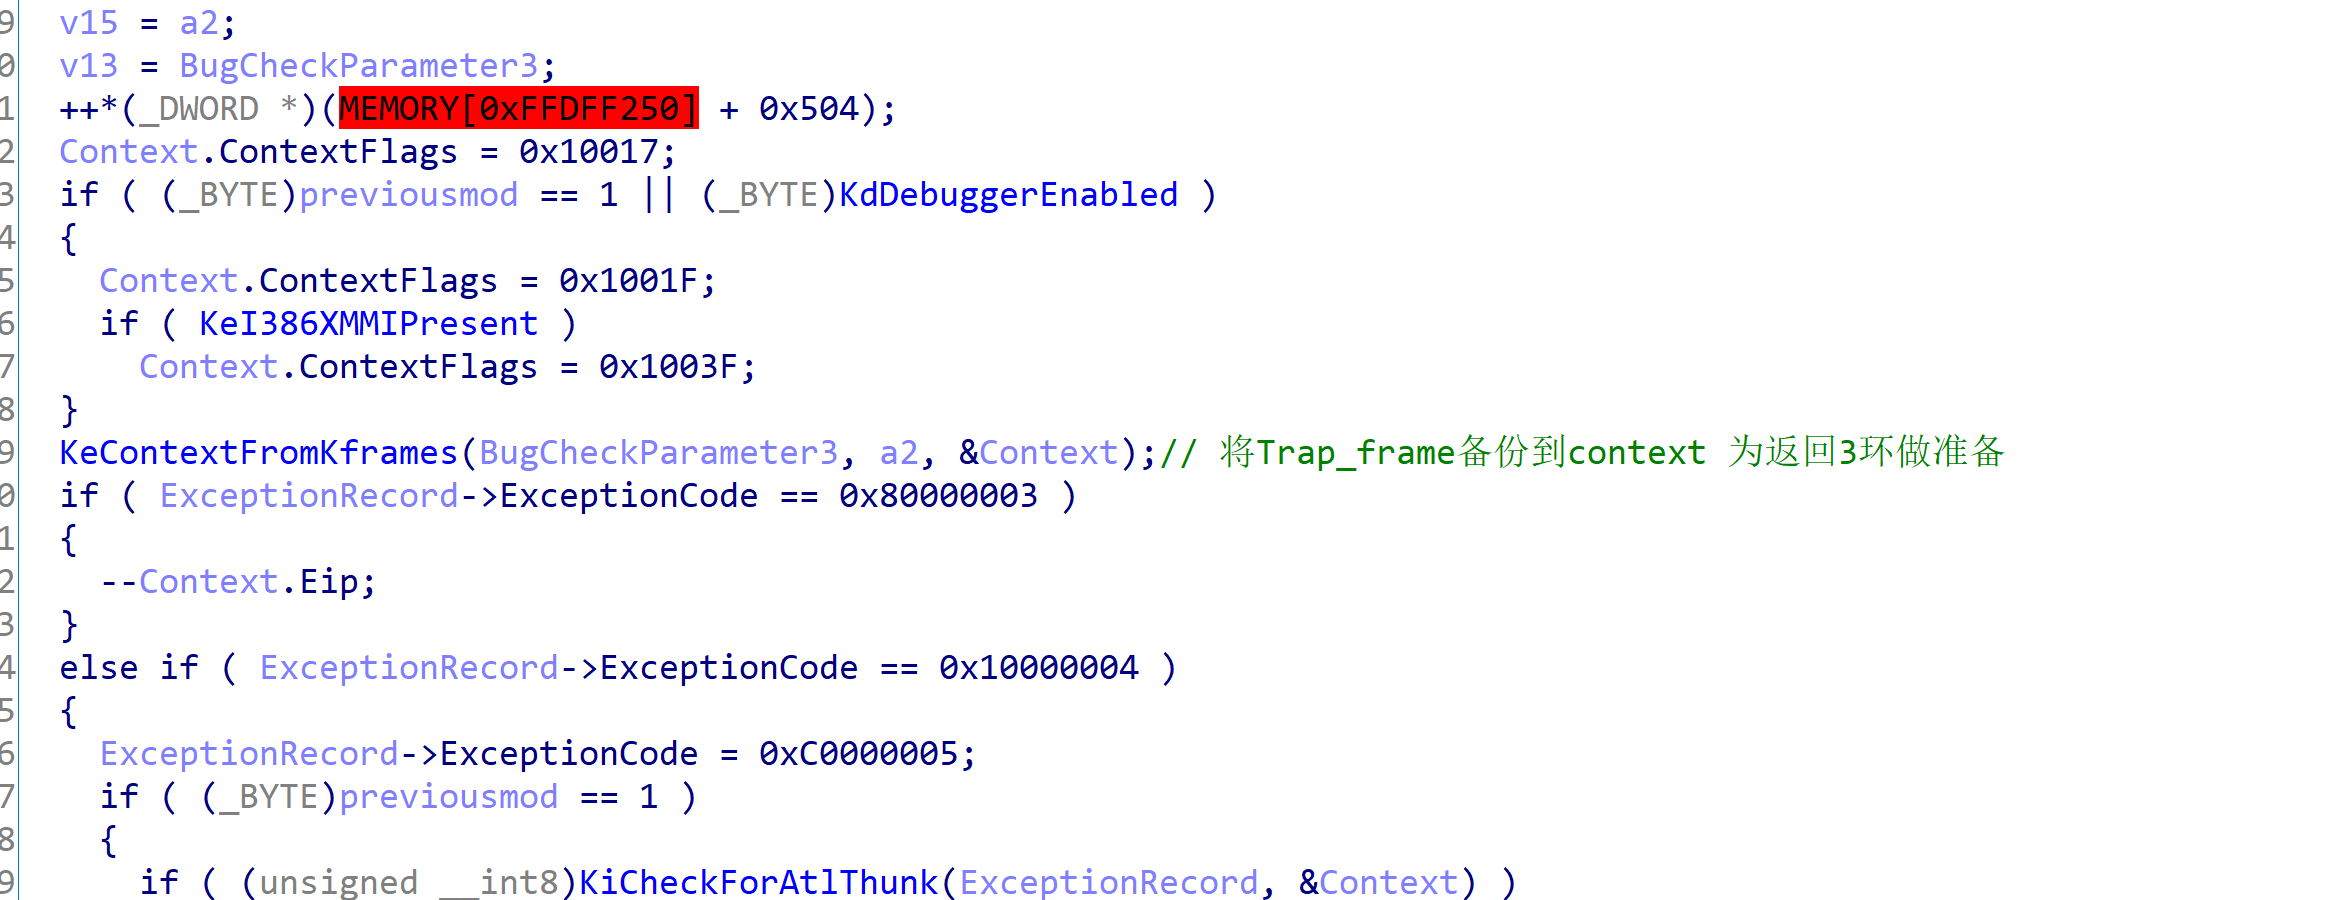 9 v15 = a2;
0 v13 = BugCheckParameter3;
1 ++*(_DWORD *)(MEMORY[0xFFDFF250] + 0x504);
2 Context.ContextFlags = 0x10017;
3 if ( (_BYTE)previousmod == 1 || (_BYTE)KdDebuggerEnabled )
4 {
5 Context.ContextFlags = 0x1001F;
6 if ( KeI386XMMIPresent )
7 Context.ContextFlags = 0x1003F;
8 }
9 KeContextFromKframes(BugCheckParameter3, a2, &Context);// 将Trap_frame备份到context 为返回3环做准备
0 if ( ExceptionRecord->ExceptionCode == 0x80000003 )
1 {
2 --Context.Eip;
3 }
4 else if ( ExceptionRecord->ExceptionCode == 0x10000004 )
5 {
6 ExceptionRecord->ExceptionCode = 0xC0000005;
7 if ( (_BYTE)previousmod == 1 )
8 {
9 if ( (unsigned __int8)KiCheckForAtlThunk(ExceptionRecord, &Context) )